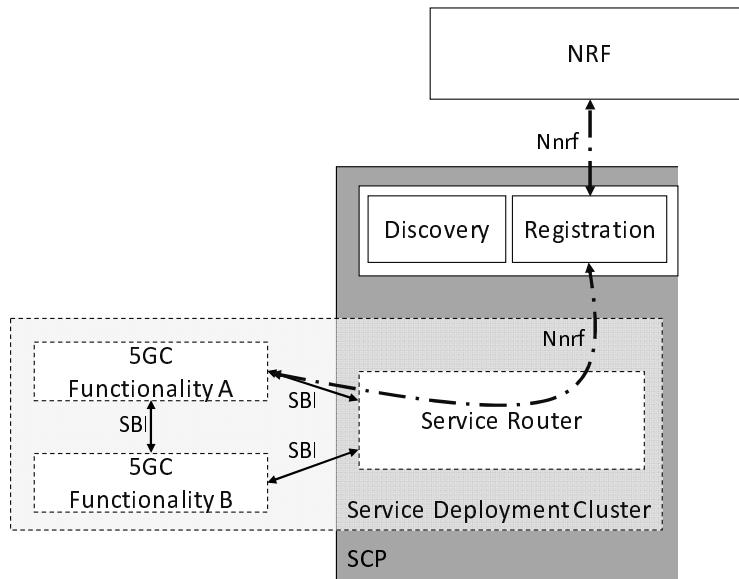 NRF
Nnrf
Discovery
Registration
Nnrf
5GC
Functionality A
SBI
SBI
Service Router
SBI
5GC
Functionality B
Service Deployment Cluster
SCP